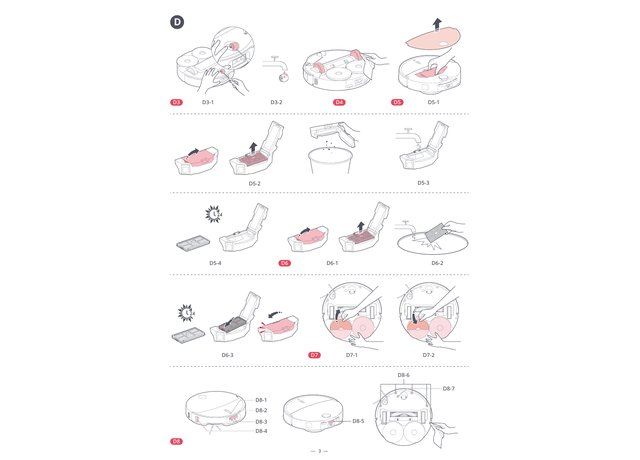 D
D3 D3-1 D3-2 D4 D5 D5-1
D5-2 D5-3
24
D5-4 D6 D6-1 D6-2
24
D6-3 D7 D7-1 D7-2
D8-6
D8-7
D8-1
D8-2
D8-3
D8-4
D8-5
D8
— 3 —